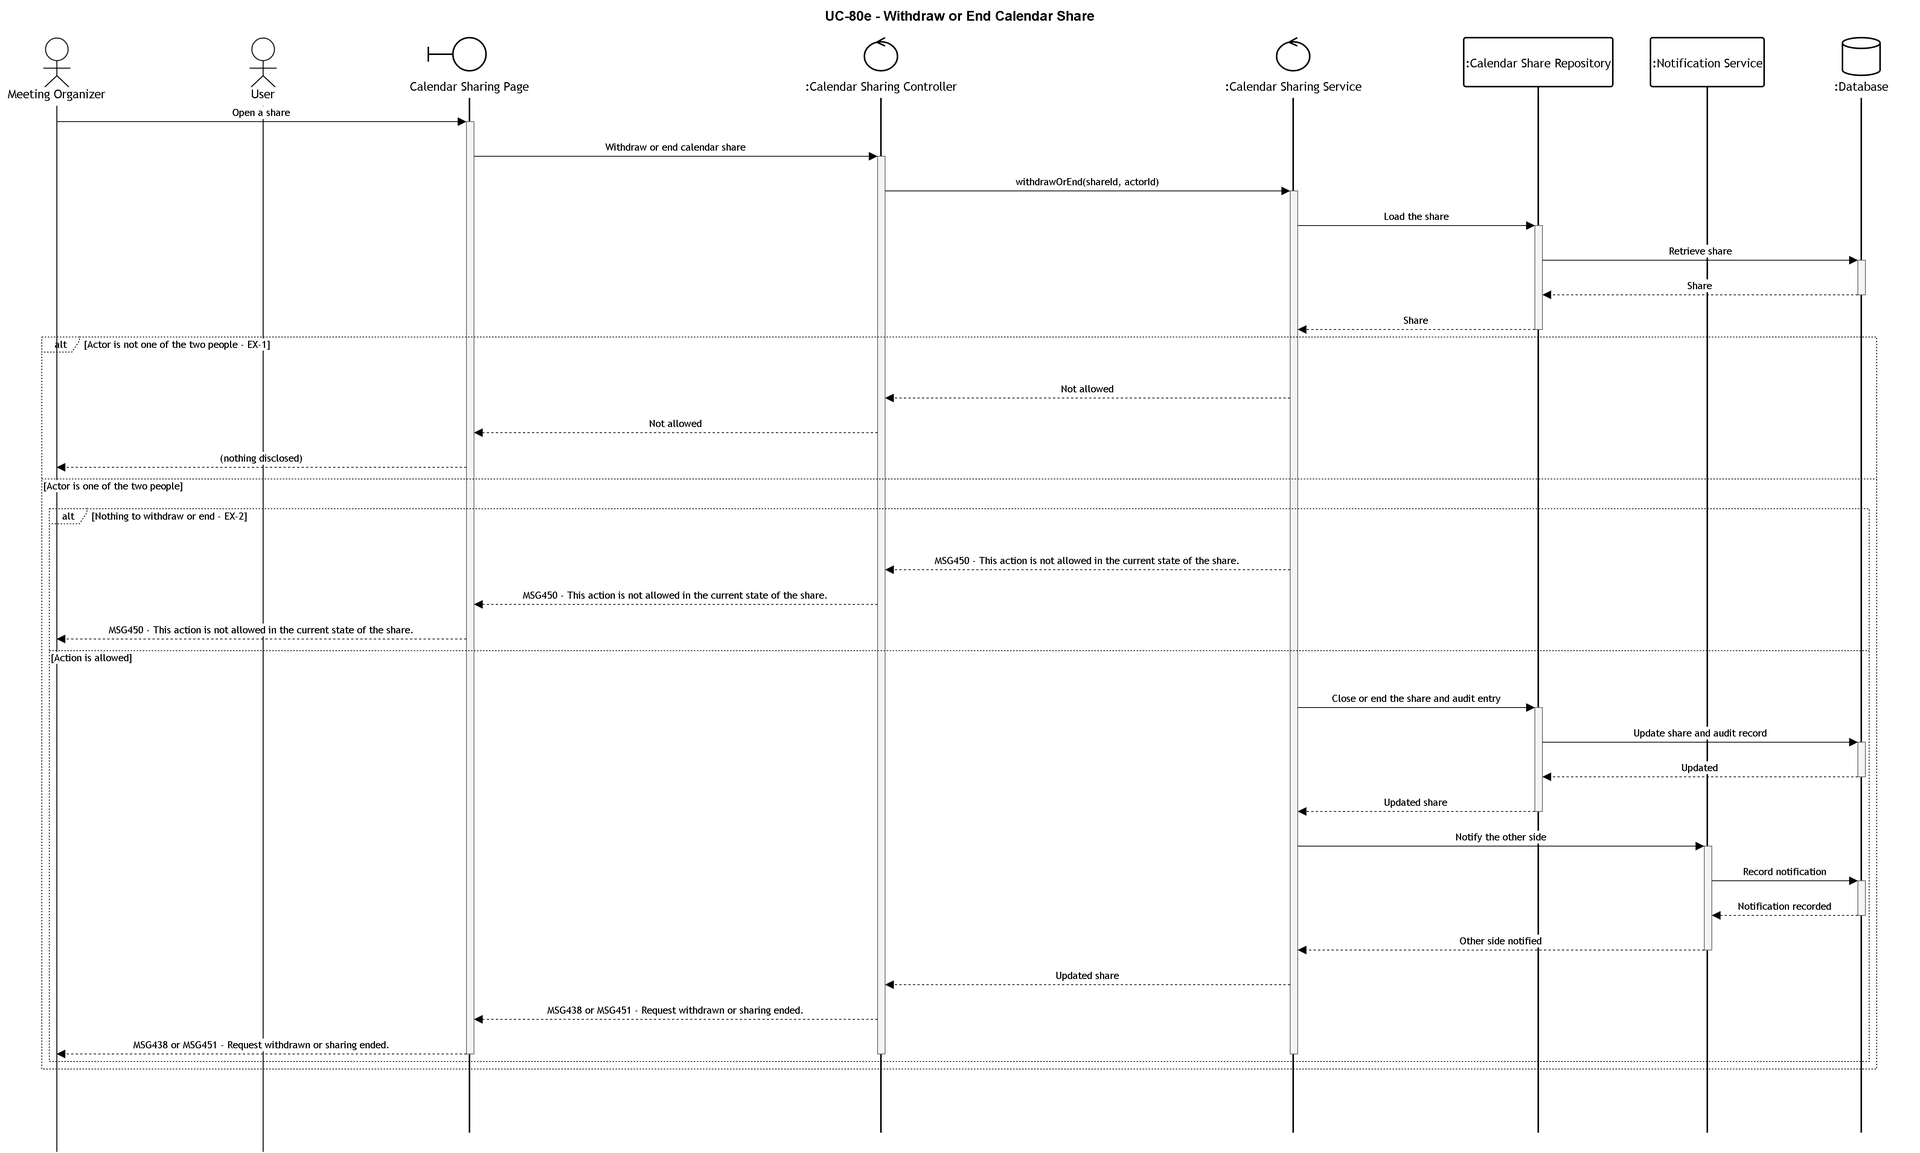 UC-80e - Withdraw or End Calendar Share
Meeting Organizer
User
Calendar Sharing Page
:Calendar Sharing Controller
:Calendar Sharing Service
:Calendar Share Repository
:Notification Service
:Database
Open a share
Withdraw or end calendar share
withdrawOrEnd(shareId, actorId)
Load the share
Retrieve share
Share
Share
alt [Actor is not one of the two people - EX-1]
Not allowed
Not allowed
(nothing disclosed)
[Actor is one of the two people]
alt [Nothing to withdraw or end - EX-2]
MSG450 - This action is not allowed in the current state of the share.
MSG450 - This action is not allowed in the current state of the share.
MSG450 - This action is not allowed in the current state of the share.
[Action is allowed]
Close or end the share and audit entry
Update share and audit record
Updated
Updated share
Notify the other side
Record notification
Notification recorded
Other side notified
Updated share
MSG438 or MSG451 - Request withdrawn or sharing ended.
MSG438 or MSG451 - Request withdrawn or sharing ended.